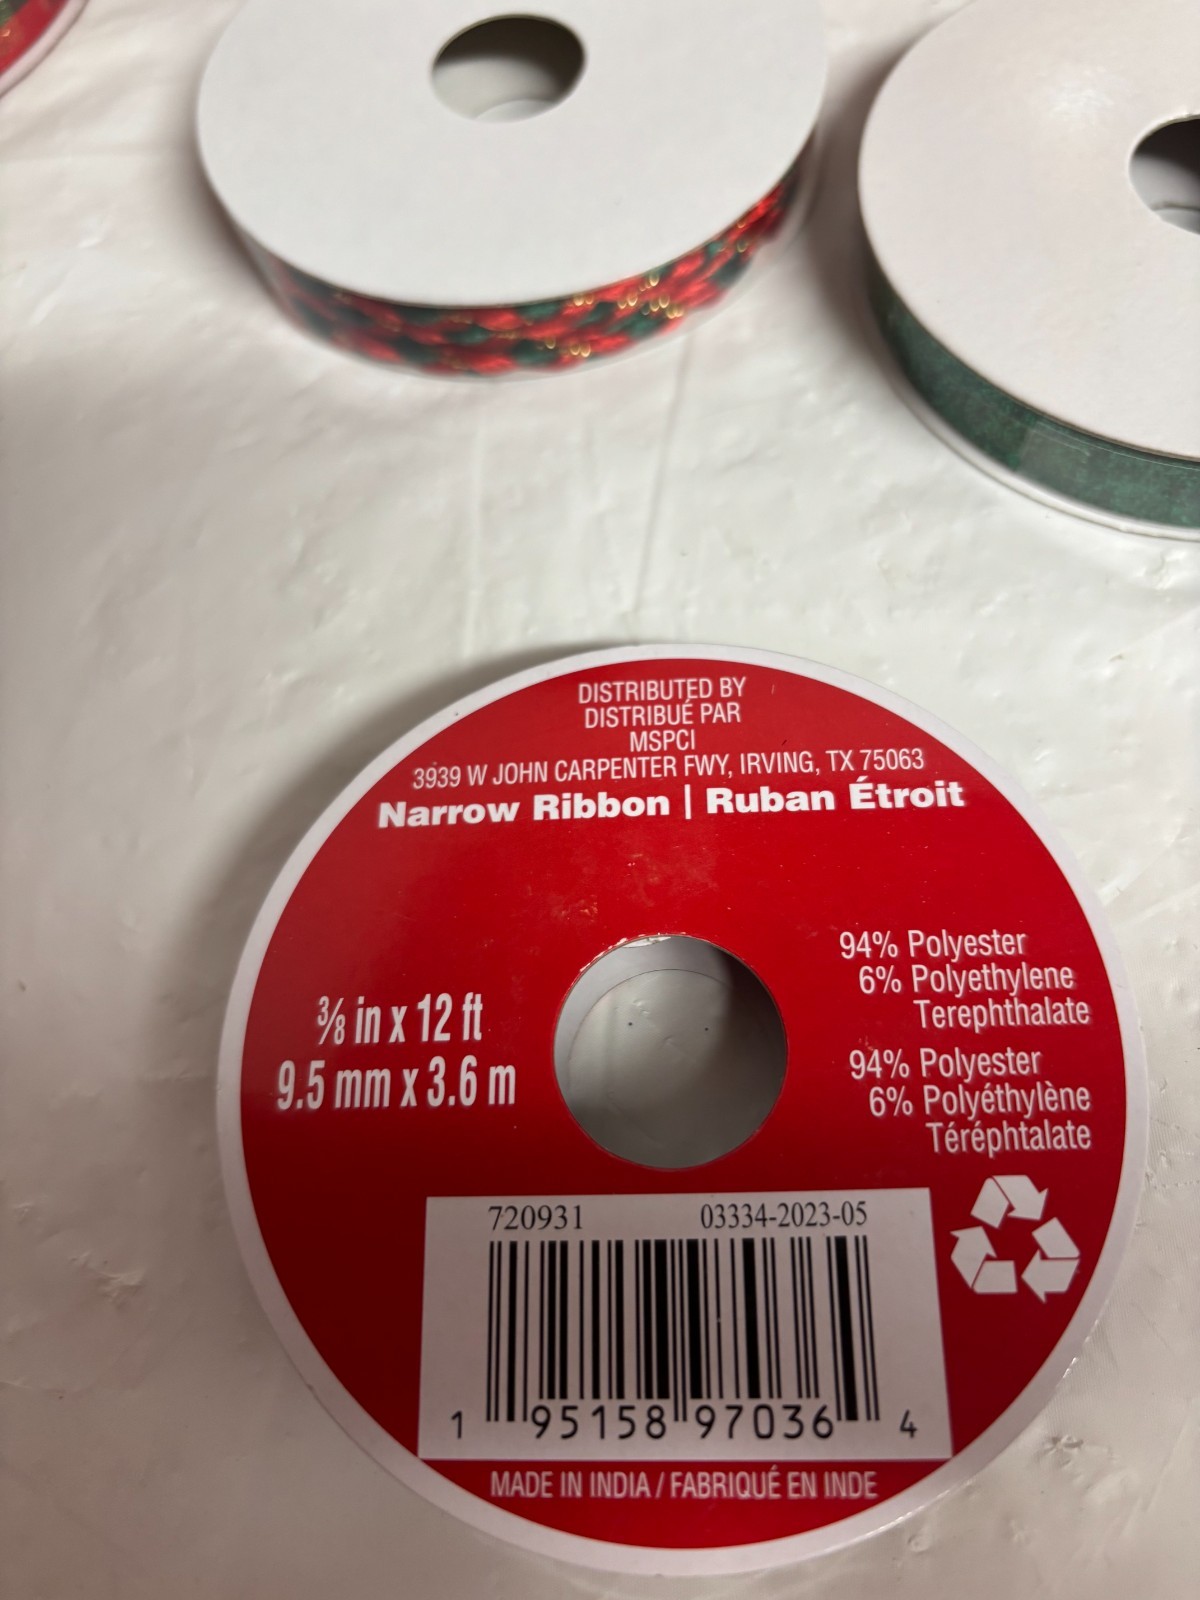 DISTRIBUTED BY
DISTRIBUÉ PAR
MSPCI
3939 W JOHN CARPENTER FWY, IRVING, TX 75063
Narrow Ribbon | Ruban Étroit
⅜ in x 12 ft
9.5 mm x 3.6 m
94% Polyester
6% Polyethylene
Terephthalate
94% Polyester
6% Polyéthylène
Téréphtalate
720931 03334-2023-05
1 95158 97036 4
MADE IN INDIA / FABRIQUÉ EN INDE